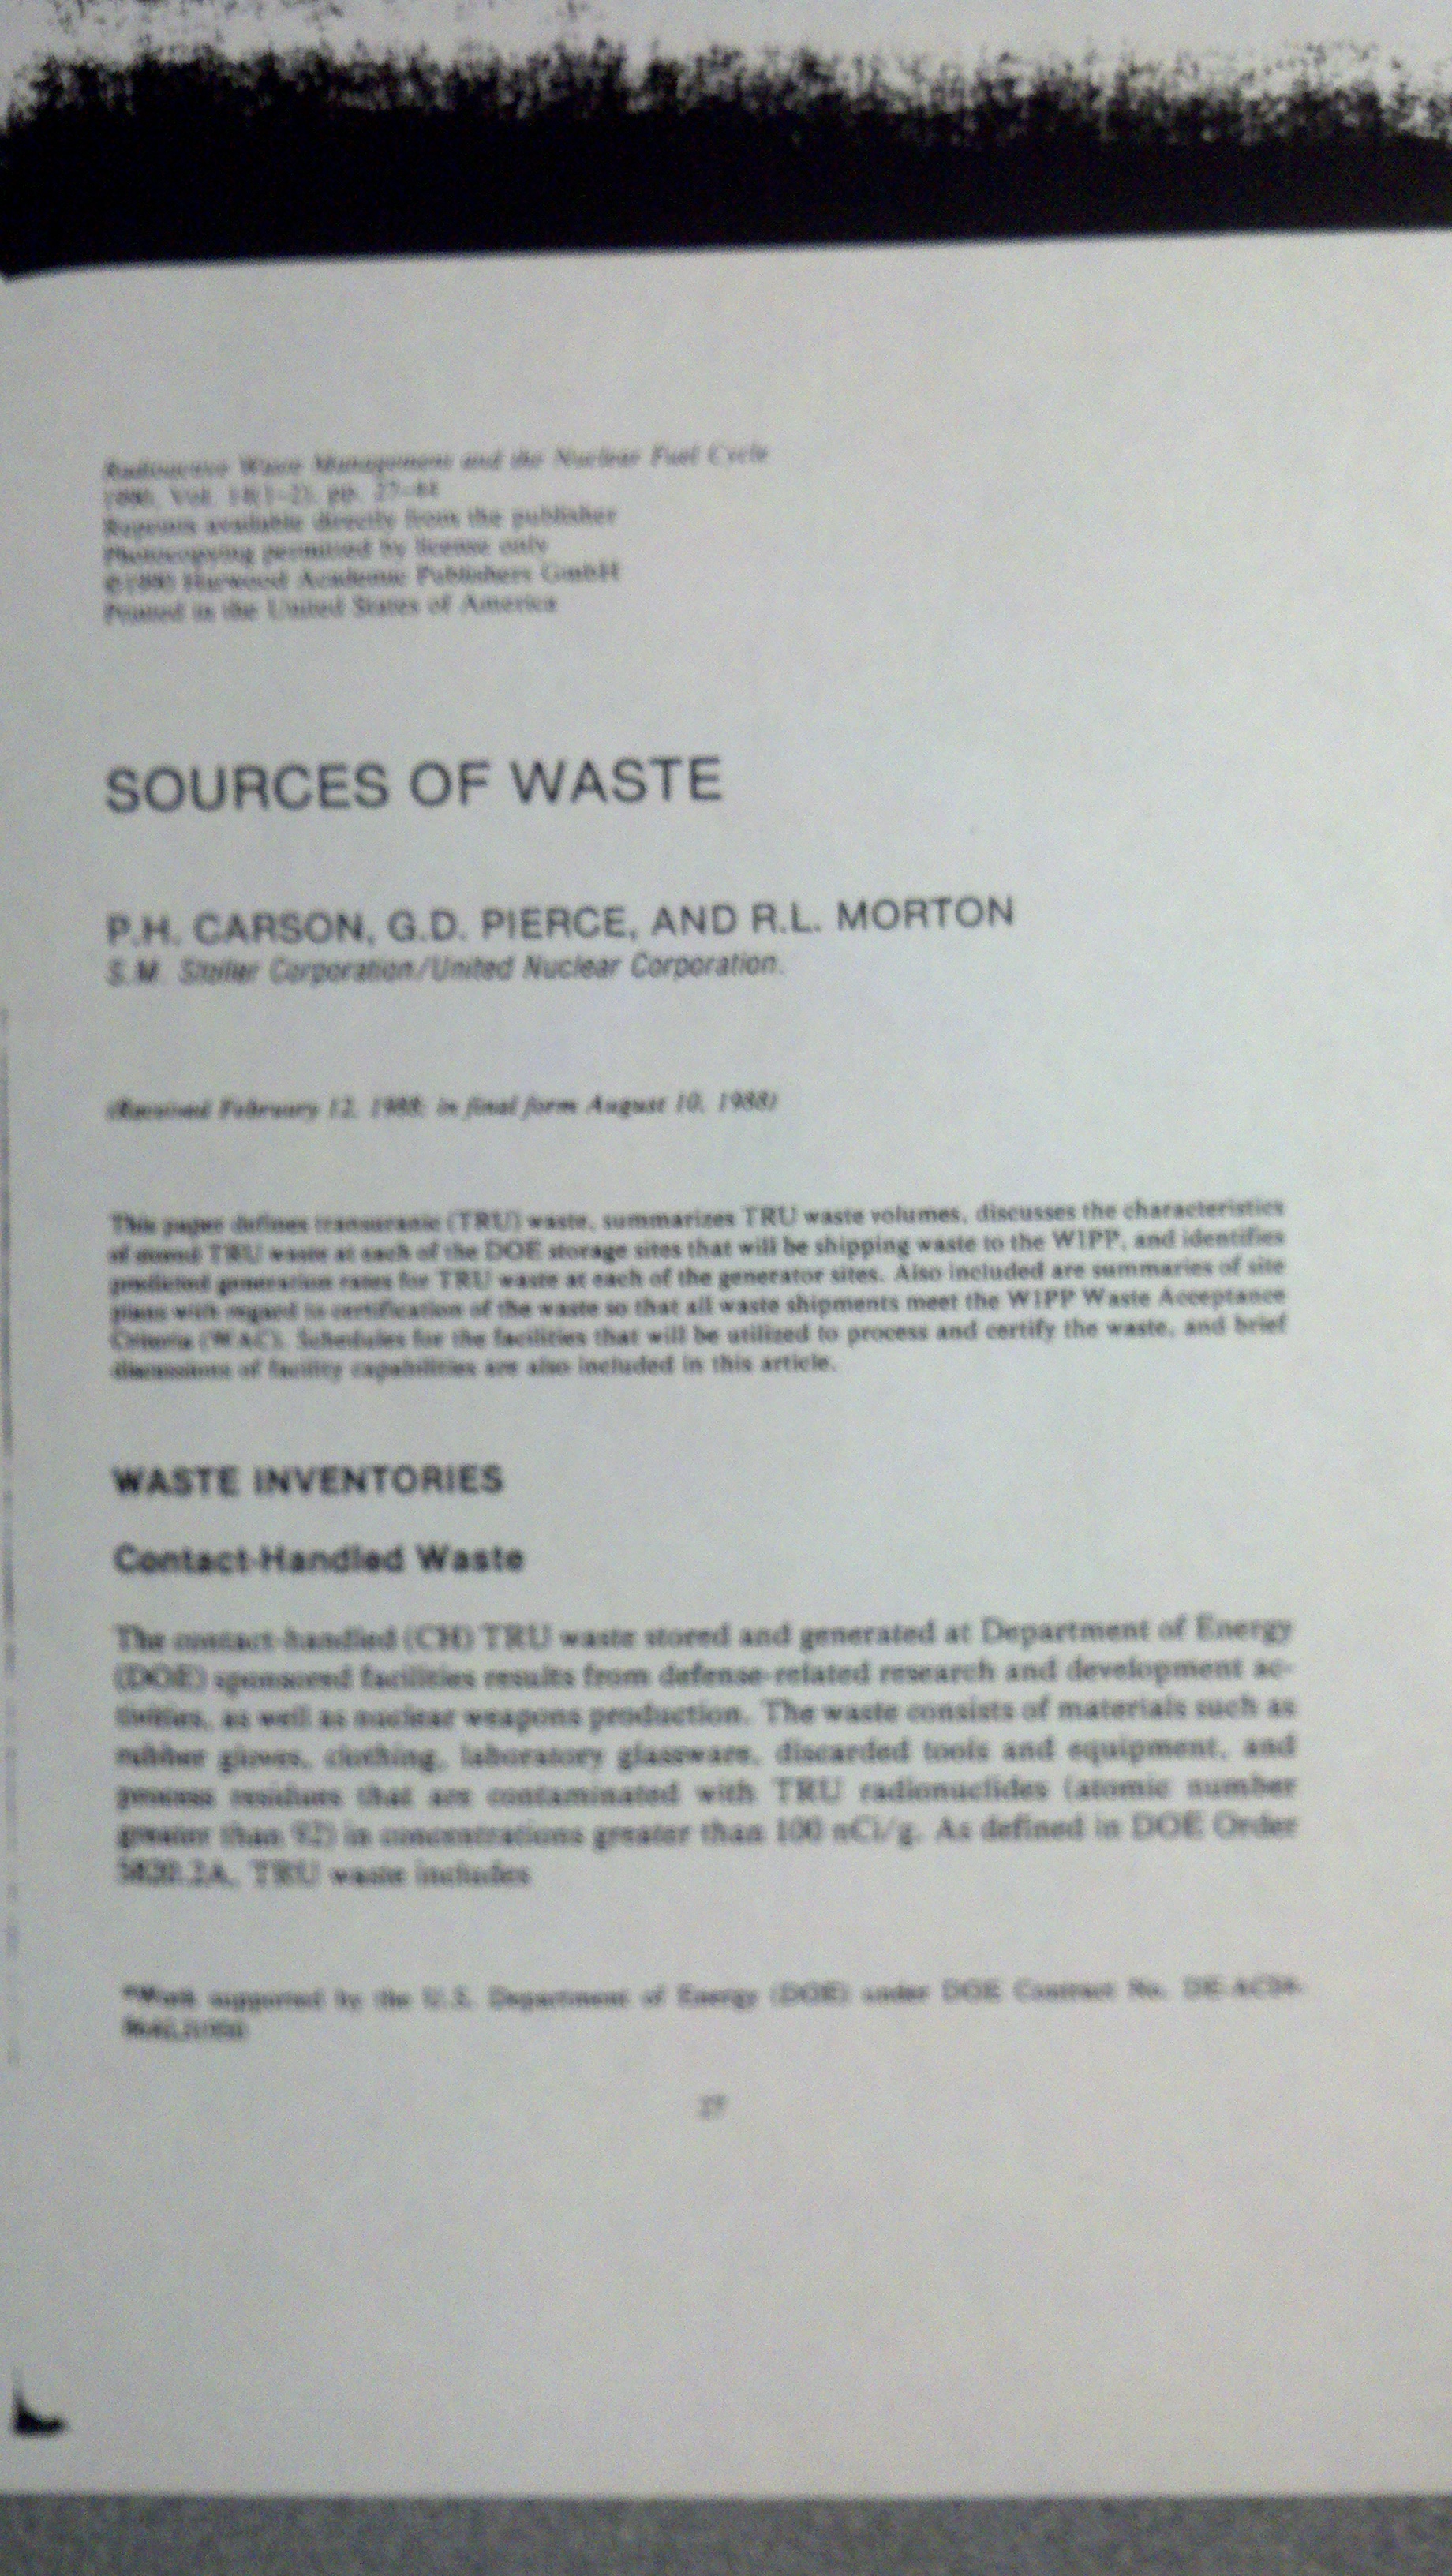 Radioactive Waste Management and the Nuclear Fuel Cycle
Vol. pp. 27-44
Reprints available directly from the publisher
Photocopying permitted by license only
Harwood Academic Publishers GmbH
Printed in the United States of America
SOURCES OF WASTE
P.H. CARSON, G.D. PIERCE, AND R.L. MORTON
S.M. Stoller Corporation/United Nuclear Corporation.
(Received February 12, 1988; in final form August 10, 1988)
This paper defines transuranic (TRU) waste, summarizes TRU waste volumes, discusses the characteristics
of stored TRU waste at each of the DOE storage sites that will be shipping waste to the WIPP, and identifies
predicted generation rates for TRU waste at each of the generator sites. Also included are summaries of site
plans with regard to certification of the waste so that all waste shipments meet the WIPP Waste Acceptance
Criteria (WAC). Schedules for the facilities that will be utilized to process and certify the waste, and brief
discussions of facility capabilities are also included in this article.
WASTE INVENTORIES
Contact-Handled Waste
The contact-handled (CH) TRU waste stored and generated at Department of Energy
(DOE) sponsored facilities results from defense-related research and development ac-
tivities, as well as nuclear weapons production. The waste consists of materials such as
rubber gloves, clothing, laboratory glassware, discarded tools and equipment, and
process residues that are contaminated with TRU radionuclides (atomic number
greater than 92) in concentrations greater than 100 nCi/g. As defined in DOE Order
5820.2A, TRU waste includes
*Work supported by the U.S. Department of Energy (DOE) under DOE Contract No.
27